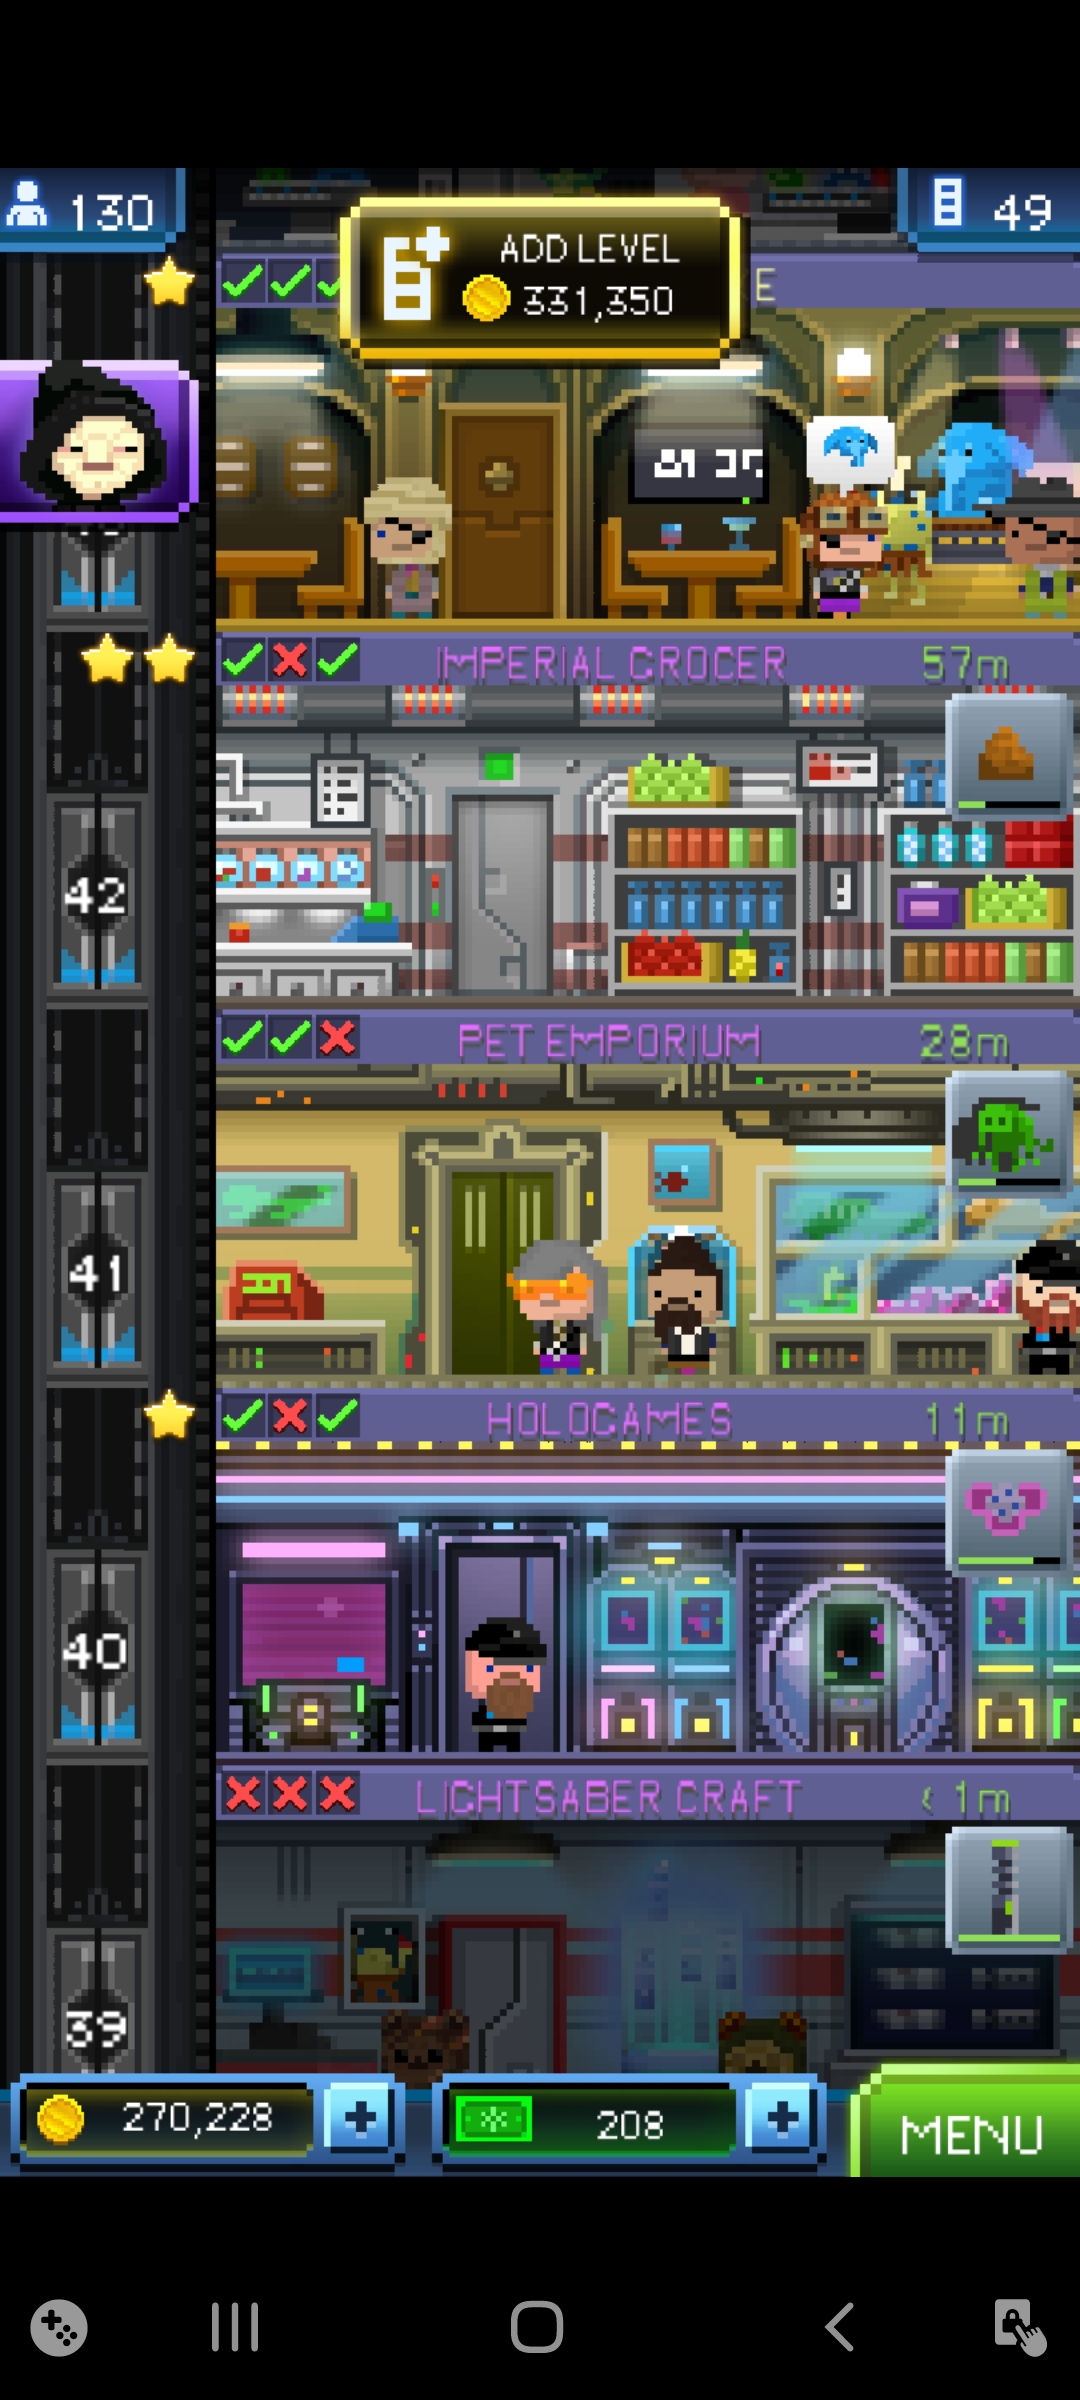 130
ADD LEVEL
331,350
49
E
IMPERIAL GROCER 57m
42
PET EMPORIUM 28m
41
HOLOGAMES 11m
40
LIGHTSABER CRAFT < 1m
39
270,228
208
MENU